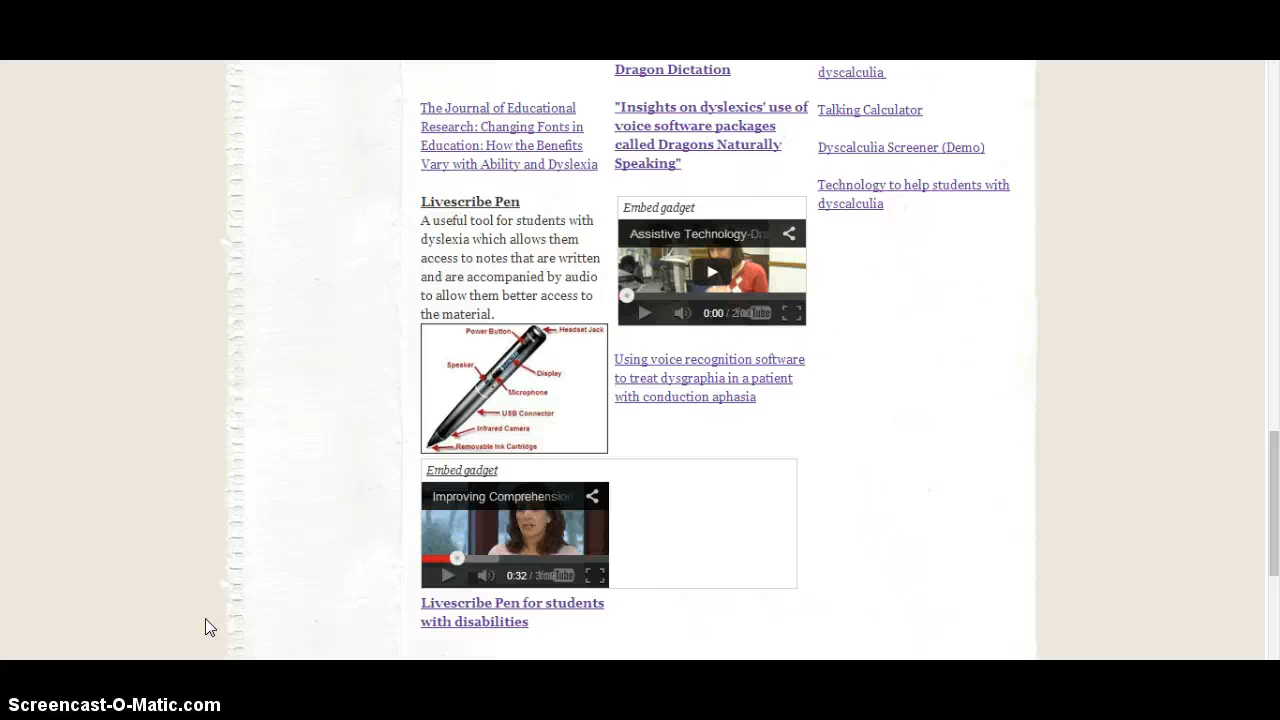 The Journal of Educational
Research: Changing Fonts in
Education: How the Benefits
Vary with Ability and Dyslexia
Livescribe Pen
A useful tool for students with
dyslexia which allows them
access to notes that are written
and are accompanied by audio
to allow them better access to
the material.
Power Button
Headset Jack
Speaker
Display
Microphone
USB Connector
Infrared Camera
Removable Ink Cartridge
Embed gadget
Improving Comprehensio
0:32 / 3
YouTube
Livescribe Pen for students
with disabilities
Dragon Dictation
"Insights on dyslexics' use of
voice software packages
called Dragons Naturally
Speaking"
Embed gadget
Assistive Technology-Dra
0:00 / 2
YouTube
Using voice recognition software
to treat dysgraphia in a patient
with conduction aphasia
dyscalculia
Talking Calculator
Dyscalculia Screener (Demo)
Technology to help students with
dyscalculia
Screencast-O-Matic.com